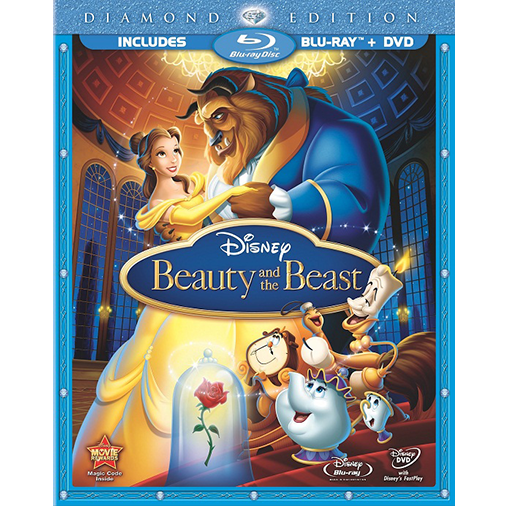 DIAMOND EDITION
INCLUDES Blu-ray Disc BLU-RAY™ + DVD
Disney
Beauty and the Beast
MOVIE
REWARDS
Magic Code
Inside
Disney
Blu-ray
Disney
DVD
with
Disney's FastPlay